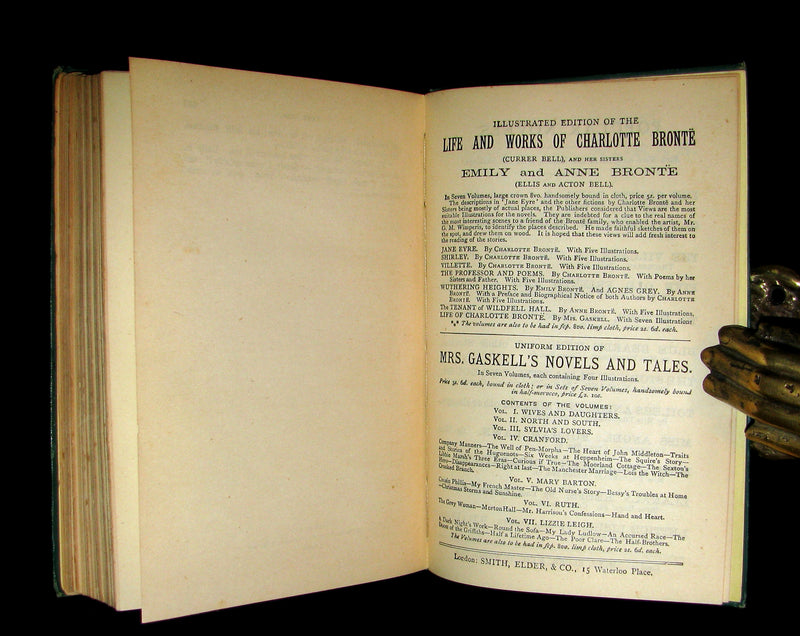 ILLUSTRATED EDITION OF THE
LIFE AND WORKS OF CHARLOTTE BRONTË
(CURRER BELL), AND HER SISTERS
EMILY and ANNE BRONTË
(ELLIS AND ACTON BELL).
In Seven Volumes, large crown 8vo. handsomely bound in cloth, price 5s. per volume.
The descriptions in 'Jane Eyre' and the other fictions by Charlotte Brontë and her
Sisters being mostly of actual places, the Publishers considered that Views are the most
suitable Illustrations for the novels. They are indebted for a clue to the real names of
the most interesting scenes to a friend of the Brontë family, who enabled the artist, Mr.
G. M. Wimperis, to identify the places described. He made faithful sketches of them on
the spot, and drew them on wood. It is hoped that these views will add fresh interest to
the reading of the stories.
JANE EYRE. By CHARLOTTE BRONTË. With Five Illustrations.
SHIRLEY. By CHARLOTTE BRONTË. With Five Illustrations.
VILLETTE. By CHARLOTTE BRONTË. With Five Illustrations.
THE PROFESSOR AND POEMS. By CHARLOTTE BRONTË. With Poems by her
Sisters and Father. With Five Illustrations.
WUTHERING HEIGHTS. By EMILY BRONTË. And AGNES GREY. By ANNE
BRONTË. With a Preface and Biographical Notice of both Authors by CHARLOTTE
BRONTË. With Five Illustrations.
The TENANT OF WILDFELL HALL. By ANNE BRONTË. With Five Illustrations.
LIFE OF CHARLOTTE BRONTË. By Mrs. GASKELL. With Seven Illustrations
*** The volumes are also to be had in fcp. 8vo. limp cloth, price 2s. 6d. each.
UNIFORM EDITION OF
MRS. GASKELL'S NOVELS AND TALES.
In Seven Volumes, each containing Four Illustrations.
Price 3s. 6d. each, bound in cloth; or in Sets of Seven Volumes, handsomely bound
in half-morocco, price £2. 10s.
CONTENTS OF THE VOLUMES:
VOL. I. WIVES AND DAUGHTERS.
VOL. II. NORTH AND SOUTH.
VOL. III. SYLVIA'S LOVERS.
VOL. IV. CRANFORD.
Company Manners—The Well of Pen-Morpha—The Heart of John Middleton—Traits
and Stories of the Huguenots—Six Weeks at Heppenheim—The Squire's Story—
Libbie Marsh's Three Eras—Curious if True—The Moorland Cottage—The Sexton's
Hero—Disappearances—Right at last—The Manchester Marriage—Lois the Witch—The
Crooked Branch.
VOL. V. MARY BARTON.
Cousin Phillis—My French Master—The Old Nurse's Story—Bessy's Troubles at Home
—Christmas Storms and Sunshine.
VOL. VI. RUTH.
The Grey Woman—Morton Hall—Mr. Harrison's Confessions—Hand and Heart.
VOL. VII. LIZZIE LEIGH.
A Dark Night's Work—Round the Sofa—My Lady Ludlow—An Accursed Race—The
Doom of the Griffiths—Half a Lifetime Ago—The Poor Clare—The Half-Brothers.
The Volumes are also to be had in fcp. 8vo. limp cloth, price 2s. 6d. each.
London: SMITH, ELDER, & CO., 15 Waterloo Place,